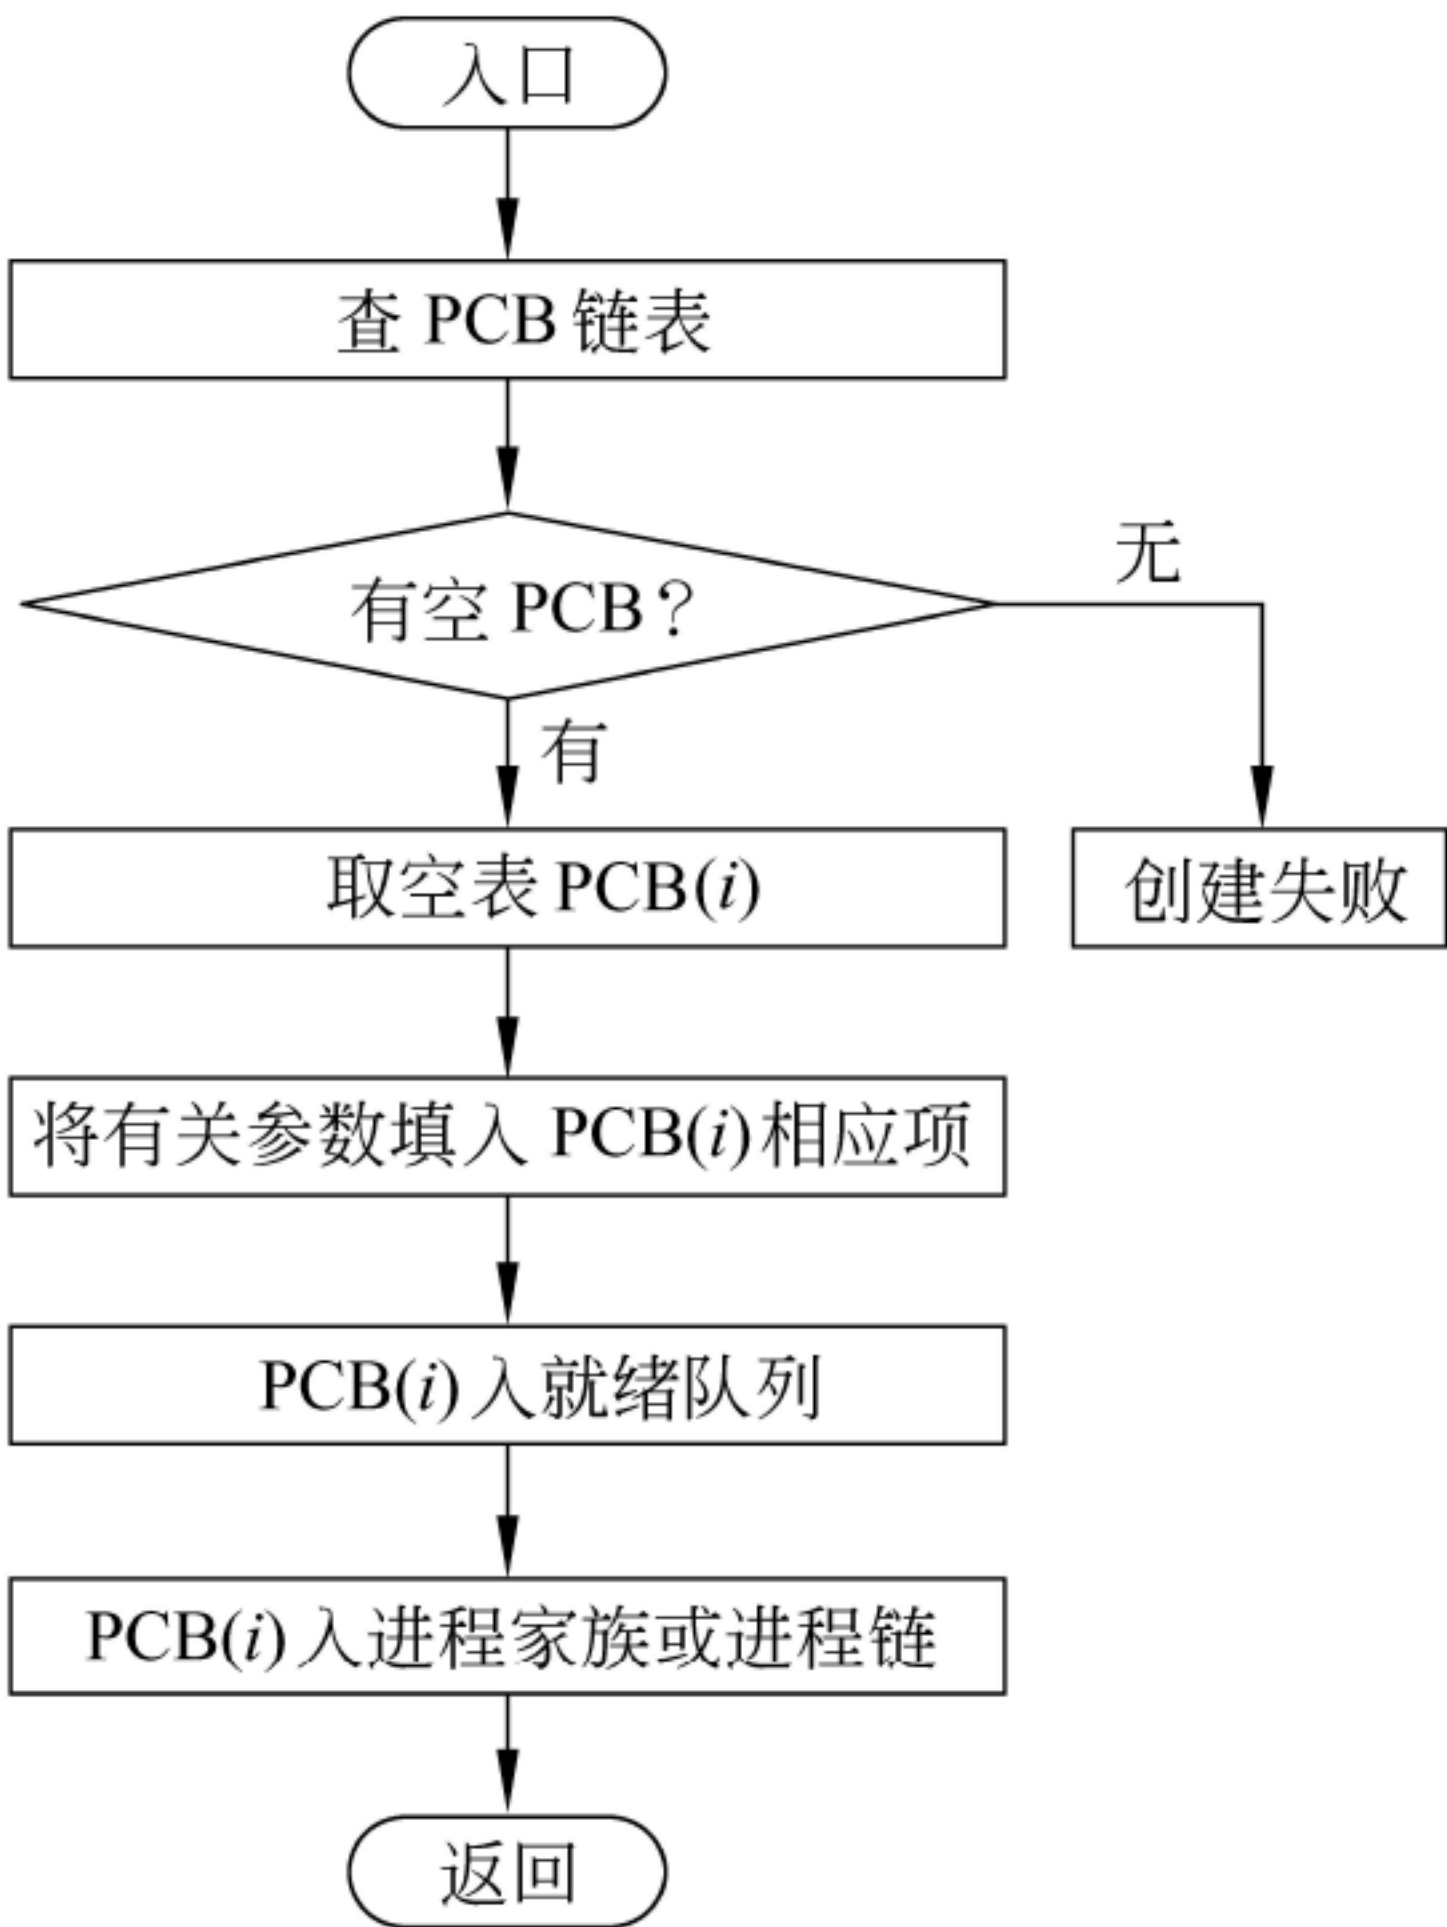 入口
查 PCB 链表
有空 PCB？
无
有
取空表 PCB(i)
创建失败
将有关参数填入 PCB(i) 相应项
PCB(i) 入就绪队列
PCB(i) 入进程家族或进程链
返回